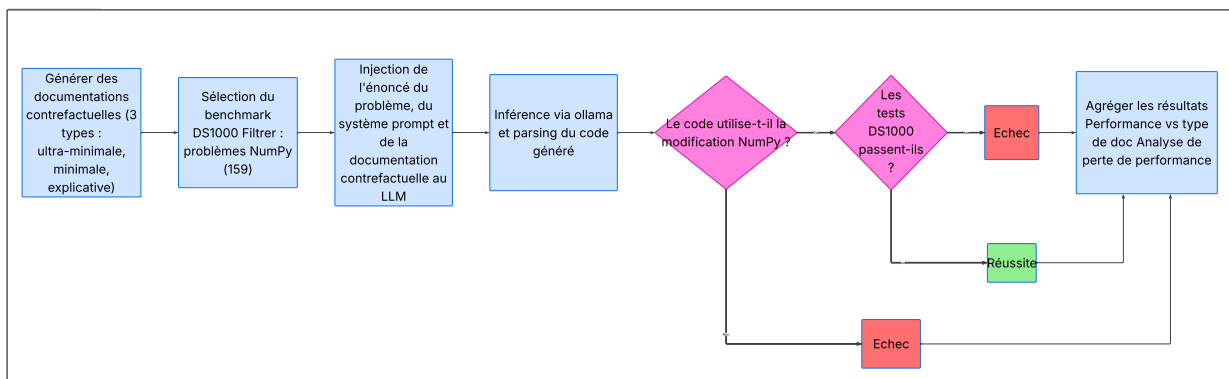 Générer des
documentations
contrefactuelles (3
types :
ultra-minimale,
minimale,
explicative)
Sélection du
benchmark
DS1000 Filtrer :
problèmes NumPy
(159)
Injection de
l'énoncé du
problème, du
système prompt et
de la
documentation
contrefactuelle au
LLM
Inférence via ollama
et parsing du code
généré
Le code utilise-t-il la
modification NumPy ?
Les
tests
DS1000
passent-ils
?
Echec
Agréger les résultats
Performance vs type
de doc Analyse de
perte de performance
Réussite
Echec